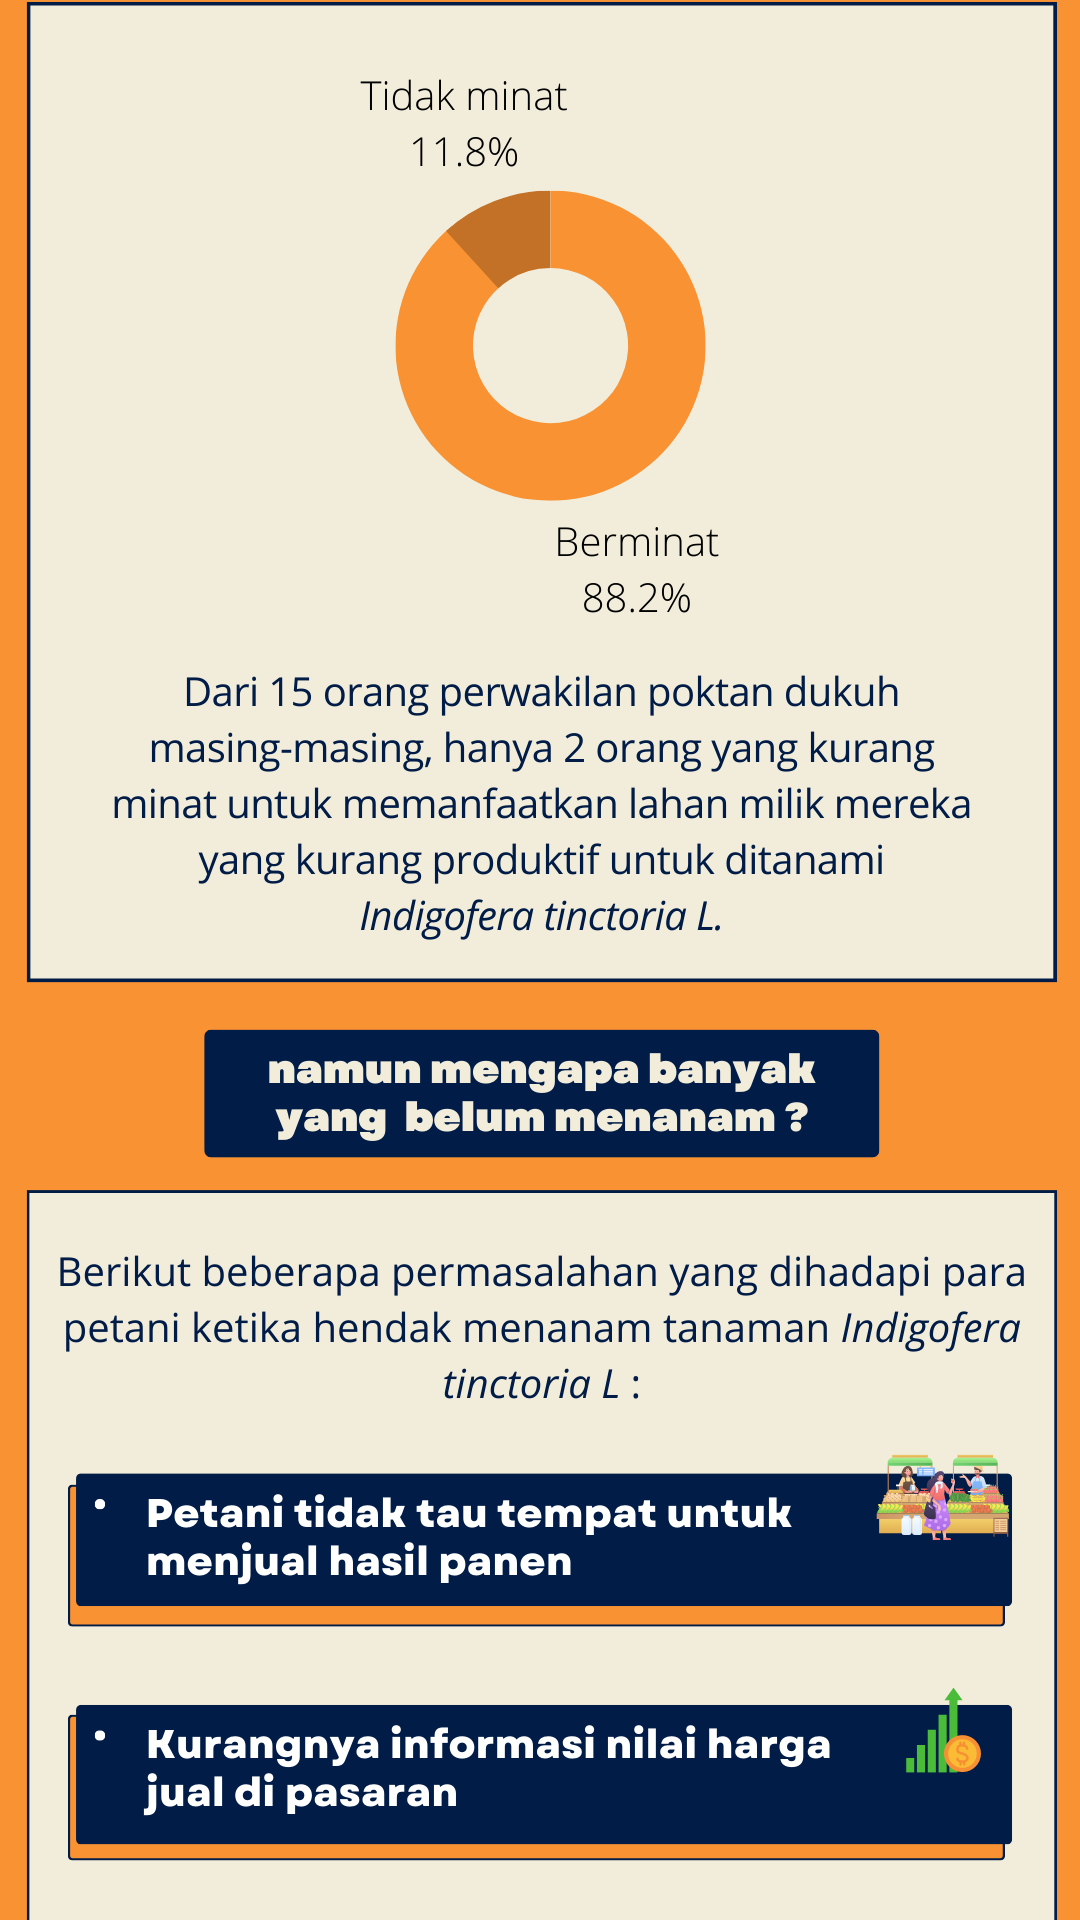 Tidak minat
11.8%
Berminat
88.2%
Dari 15 orang perwakilan poktan dukuh
masing-masing, hanya 2 orang yang kurang
minat untuk memanfaatkan lahan milik mereka
yang kurang produktif untuk ditanami
Indigofera tinctoria L.
namun mengapa banyak
yang belum menanam ?
Berikut beberapa permasalahan yang dihadapi para
petani ketika hendak menanam tanaman Indigofera
tinctoria L :
• Petani tidak tau tempat untuk
menjual hasil panen
• Kurangnya informasi nilai harga
jual di pasaran
$